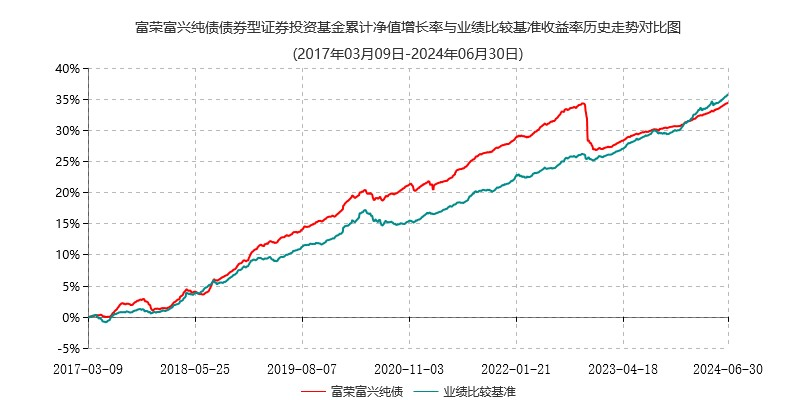 富荣富兴纯债债券型证券投资基金累计净值增长率与业绩比较基准收益率历史走势对比图
(2017年03月09日-2024年06月30日)
40%
35%
30%
25%
20%
15%
10%
5%
0%
-5%
2017-03-09 2018-05-25 2019-08-07 2020-11-03 2022-01-21 2023-04-18 2024-06-30
富荣富兴纯债 业绩比较基准